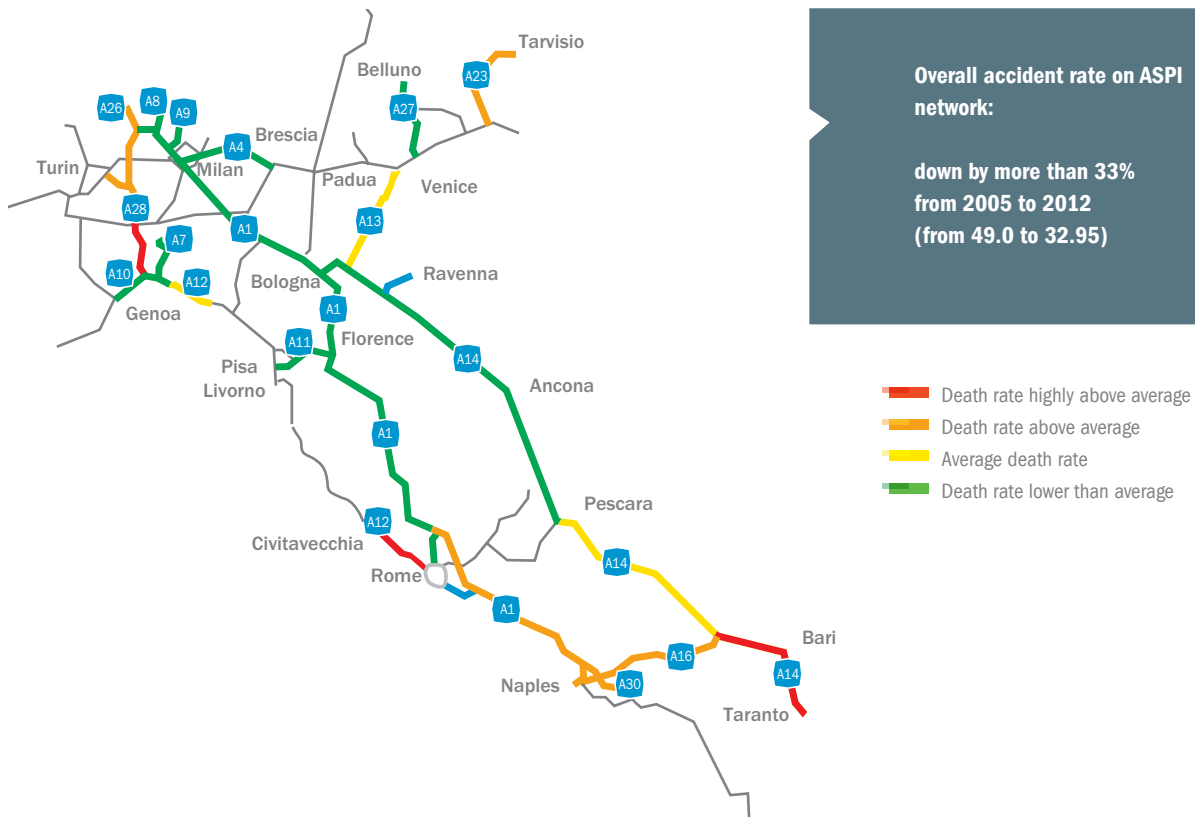 Tarvisio
Belluno
A23
A26
A8
A9
A27
Brescia
A4
Turin
Milan
Padua
Venice
A28
A13
A7
A1
A10
A12
Bologna
Ravenna
Genoa
A1
Florence
A11
A14
Pisa
Livorno
Ancona
A1
Pescara
A12
Civitavecchia
A14
Rome
A1
Bari
A16
A14
Naples
A30
Taranto
Overall accident rate on ASPI
network:
down by more than 33%
from 2005 to 2012
(from 49.0 to 32.95)
Death rate highly above average
Death rate above average
Average death rate
Death rate lower than average